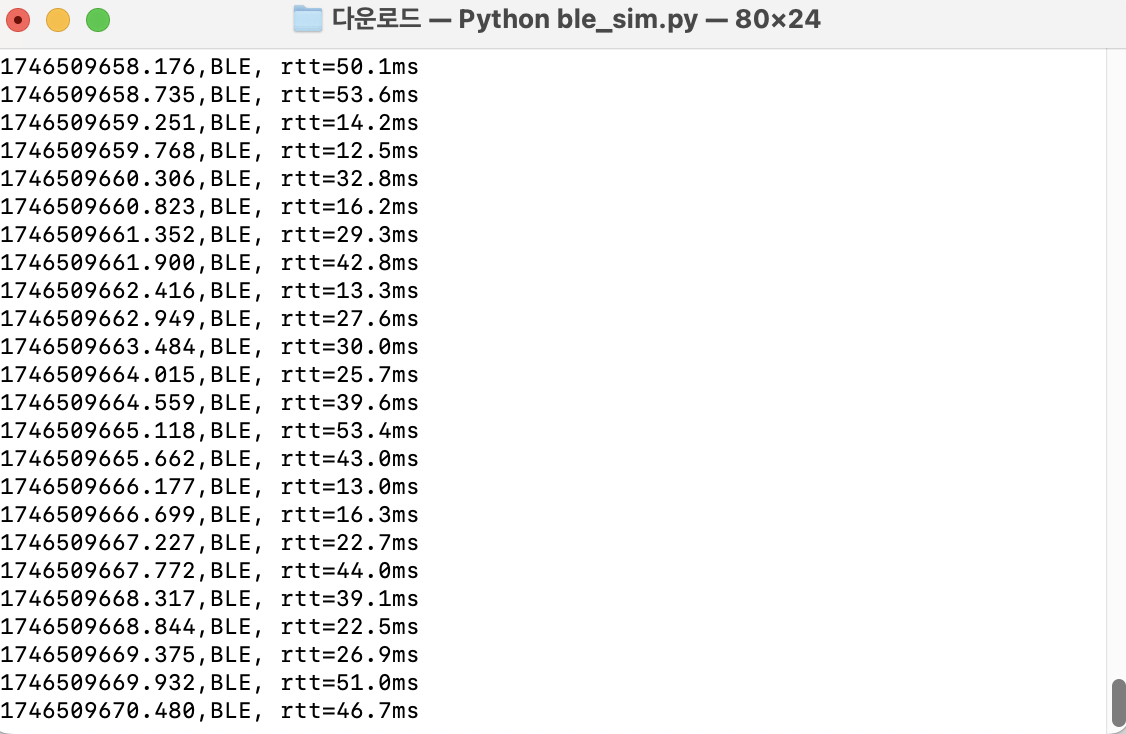 다운로드 — Python ble_sim.py — 80×24
1746509658.176,BLE, rtt=50.1ms
1746509658.735,BLE, rtt=53.6ms
1746509659.251,BLE, rtt=14.2ms
1746509659.768,BLE, rtt=12.5ms
1746509660.306,BLE, rtt=32.8ms
1746509660.823,BLE, rtt=16.2ms
1746509661.352,BLE, rtt=29.3ms
1746509661.900,BLE, rtt=42.8ms
1746509662.416,BLE, rtt=13.3ms
1746509662.949,BLE, rtt=27.6ms
1746509663.484,BLE, rtt=30.0ms
1746509664.015,BLE, rtt=25.7ms
1746509664.559,BLE, rtt=39.6ms
1746509665.118,BLE, rtt=53.4ms
1746509665.662,BLE, rtt=43.0ms
1746509666.177,BLE, rtt=13.0ms
1746509666.699,BLE, rtt=16.3ms
1746509667.227,BLE, rtt=22.7ms
1746509667.772,BLE, rtt=44.0ms
1746509668.317,BLE, rtt=39.1ms
1746509668.844,BLE, rtt=22.5ms
1746509669.375,BLE, rtt=26.9ms
1746509669.932,BLE, rtt=51.0ms
1746509670.480,BLE, rtt=46.7ms